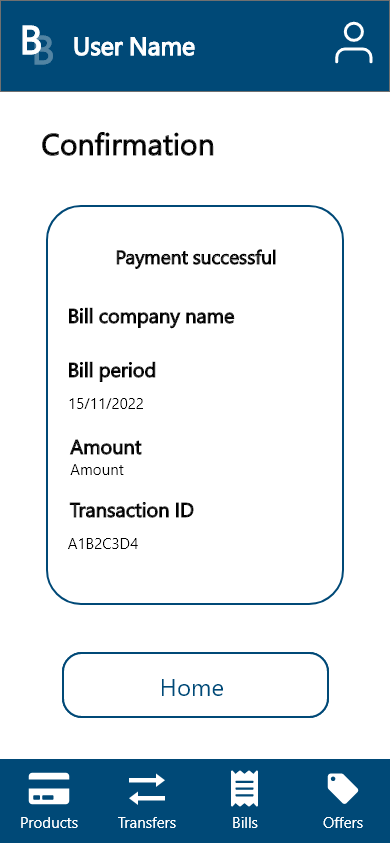 BB
User Name
Confirmation
Payment successful
Bill company name
Bill period
15/11/2022
Amount
Amount
Transaction ID
A1B2C3D4
Home
Products
Transfers
Bills
Offers